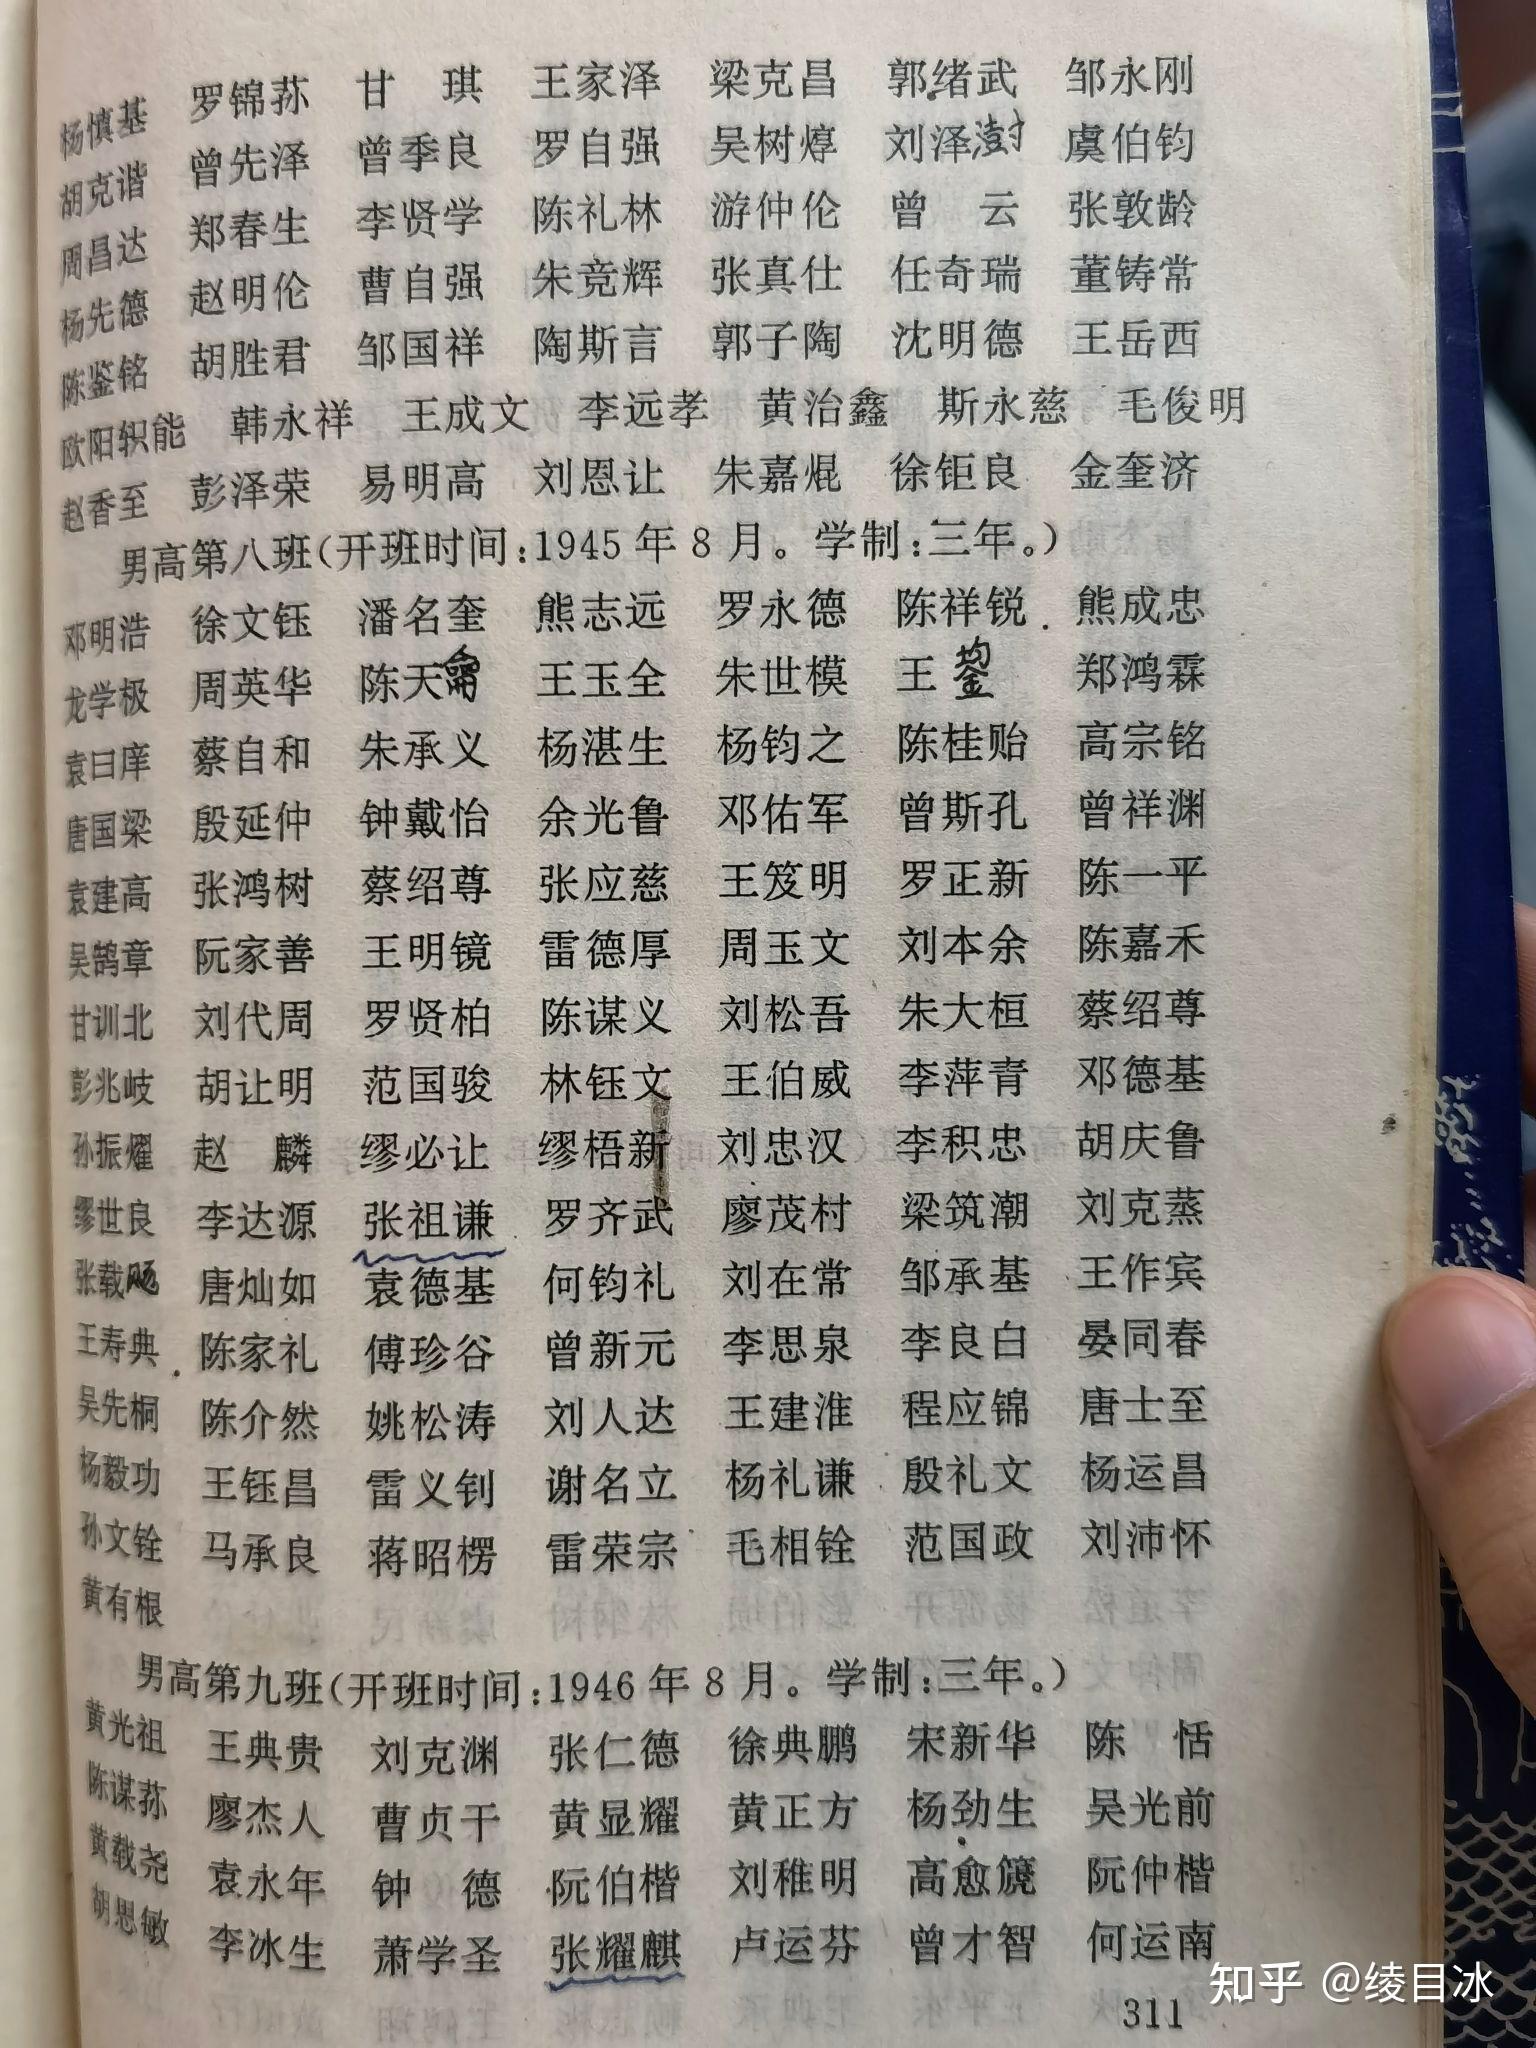 杨慎基 罗锦荪 甘琪 王家泽 梁克昌 郭绪武 邹永刚
胡克谐 曾先泽 曾季良 罗自强 吴树焞 刘泽澍 虞伯钧
周昌达 郑春生 李贤学 陈礼林 游仲伦 曾云 张敦龄
杨先德 赵明伦 曹自强 朱竞辉 张真仕 任奇瑞 董铸常
陈鉴铭 胡胜君 邹国祥 陶斯言 郭子陶 沈明德 王岳西
欧阳轵能 韩永祥 王成文 李远孝 黄治鑫 斯永慈 毛俊明
赵香至 彭泽荣 易明高 刘恩让 朱嘉焜 徐钜良 金奎济
男高第八班(开班时间:1945年8月。学制:三年。)
邓明浩 徐文钰 潘名奎 熊志远 罗永德 陈祥锐 熊成忠
龙学极 周英华 陈天 王玉全 朱世模 王鋆 郑鸿霖
袁曰庠 蔡自和 朱承义 杨湛生 杨钧之 陈桂贻 高宗铭
唐国梁 殷延仲 钟戴怡 余光鲁 邓佑军 曾斯孔 曾祥渊
袁建高 张鸿树 蔡绍尊 张应慈 王笈明 罗正新 陈一平
吴鹄章 阮家善 王明镜 雷德厚 周玉文 刘本余 陈嘉禾
甘训北 刘代周 罗贤柏 陈谋义 刘松吾 朱大桓 蔡绍尊
彭兆岐 胡让明 范国骏 林钰文 王伯威 李萍青 邓德基
孙振耀 赵麟 缪必让 缪梧新 刘忠汉 李积忠 胡庆鲁
缪世良 李达源 张祖谦 罗齐武 廖茂村 梁筑潮 刘克蒸
张载飏 唐灿如 袁德基 何钧礼 刘在常 邹承基 王作宾
王寿典 陈家礼 傅珍谷 曾新元 李思泉 李良白 晏同春
吴先桐 陈介然 姚松涛 刘人达 王建淮 程应锦 唐士至
杨毅功 王钰昌 雷义钊 谢名立 杨礼谦 殷礼文 杨运昌
孙文铨 马承良 蒋昭楞 雷荣宗 毛相铨 范国政 刘沛怀
黄有根
男高第九班(开班时间:1946年8月。学制:三年。)
黄光祖 王典贵 刘克渊 张仁德 徐典鹏 宋新华 陈恬
陈谋荪 廖杰人 曹贞干 黄显耀 黄正方 杨劲生 吴光前
黄载尧 袁永年 钟德 阮伯楷 刘稚明 高愈篪 阮仲楷
胡思敏 李冰生 萧学圣 张耀麒 卢运芬 曾才智 何运南
311
知乎 @绫目冰